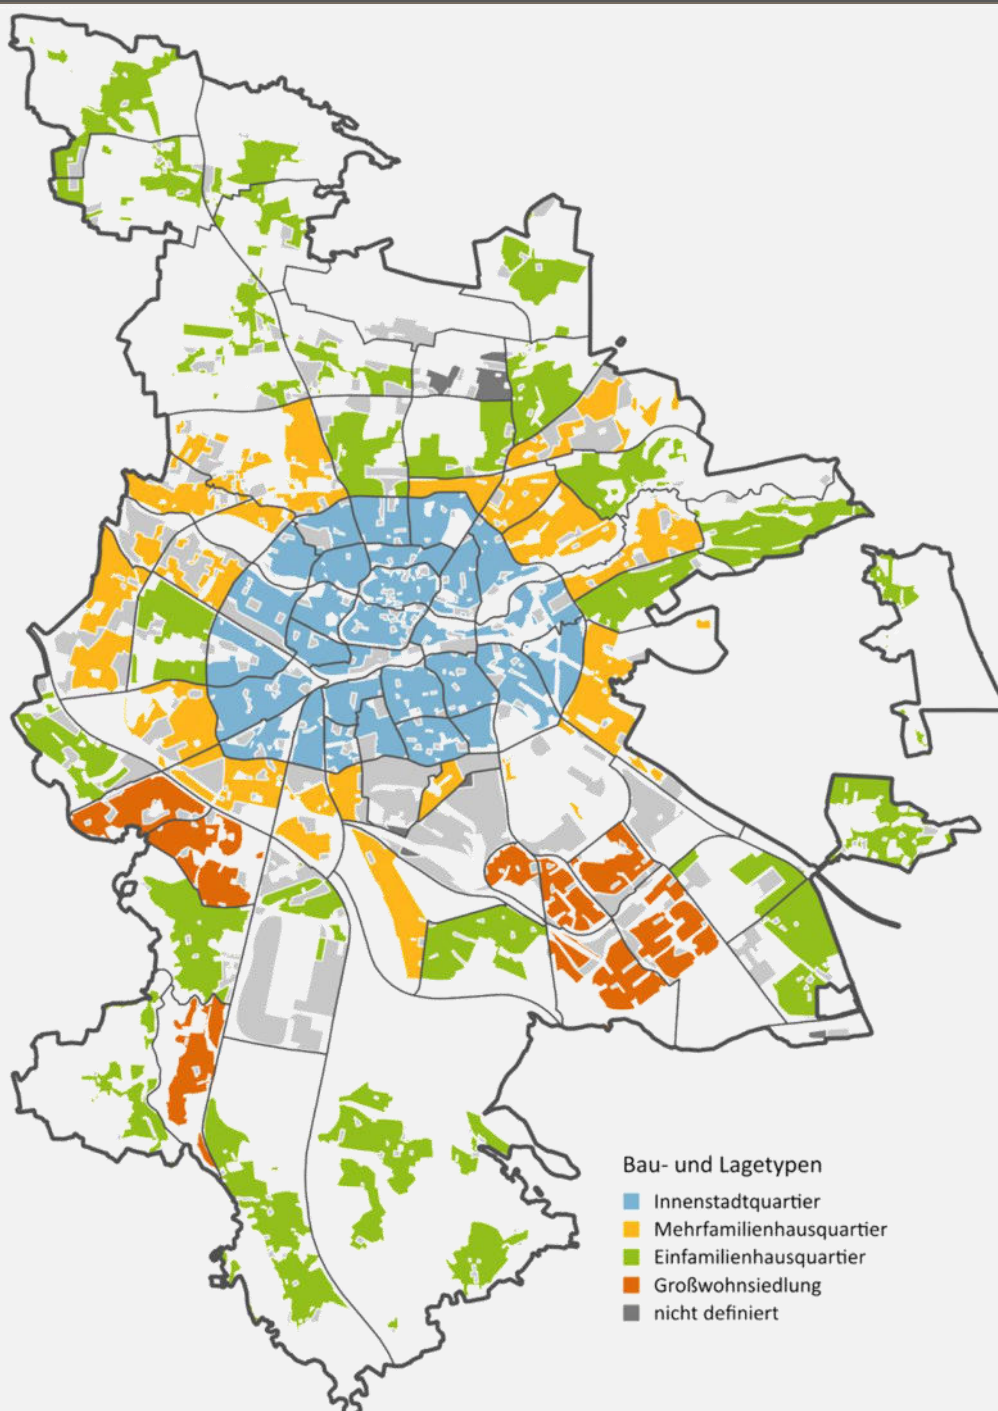 Bau- und Lagetypen
Innenstadtquartier
Mehrfamilienhausquartier
Einfamilienhausquartier
Großwohnsiedlung
nicht definiert